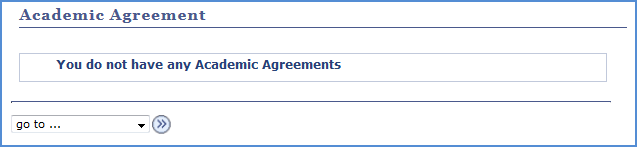 Academic Agreement
You do not have any Academic Agreements
go to ...